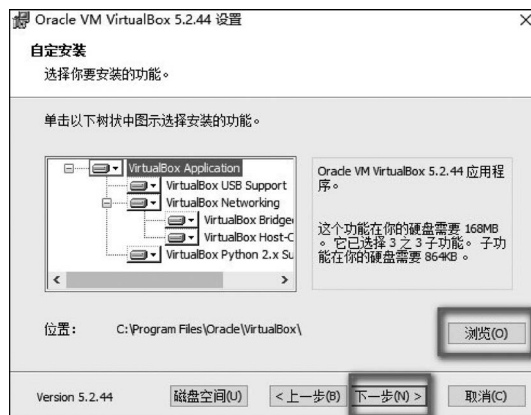 Oracle VM VirtualBox 5.2.44 设置
自定安装
选择你要安装的功能。
单击以下树状中图示选择安装的功能。
VirtualBox Application
VirtualBox USB Support
VirtualBox Networking
VirtualBox Bridge
VirtualBox Host-O
VirtualBox Python 2.x Su
Oracle VM VirtualBox 5.2.44 应用程
序。
这个功能在你的硬盘需要 168MB
。它已选择 3 之 3 子功能。子功
能在你的硬盘需要 864KB 。
位置： C:\Program Files\Oracle\VirtualBox\
浏览(O)
Version 5.2.44 磁盘空间(U) < 上一步(B) 下一步(N) > 取消(C)